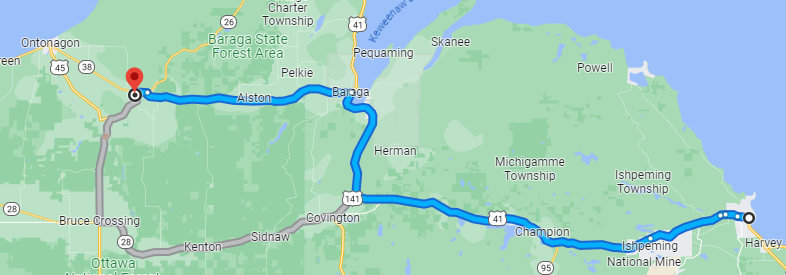 Charter
Township
26
41
Keweenaw
Ontonagon
Baraga State
Forest Area
Skanee
Pequaming
45
38
Pelkie
Powell
Alston
Baraga
Herman
Michigamme
Township
Ishpeming
Township
141
28
Bruce Crossing
Covington
41
Champion
28
Kenton
Sidnaw
Ishpeming
Harvey
National Mine
95
Ottawa